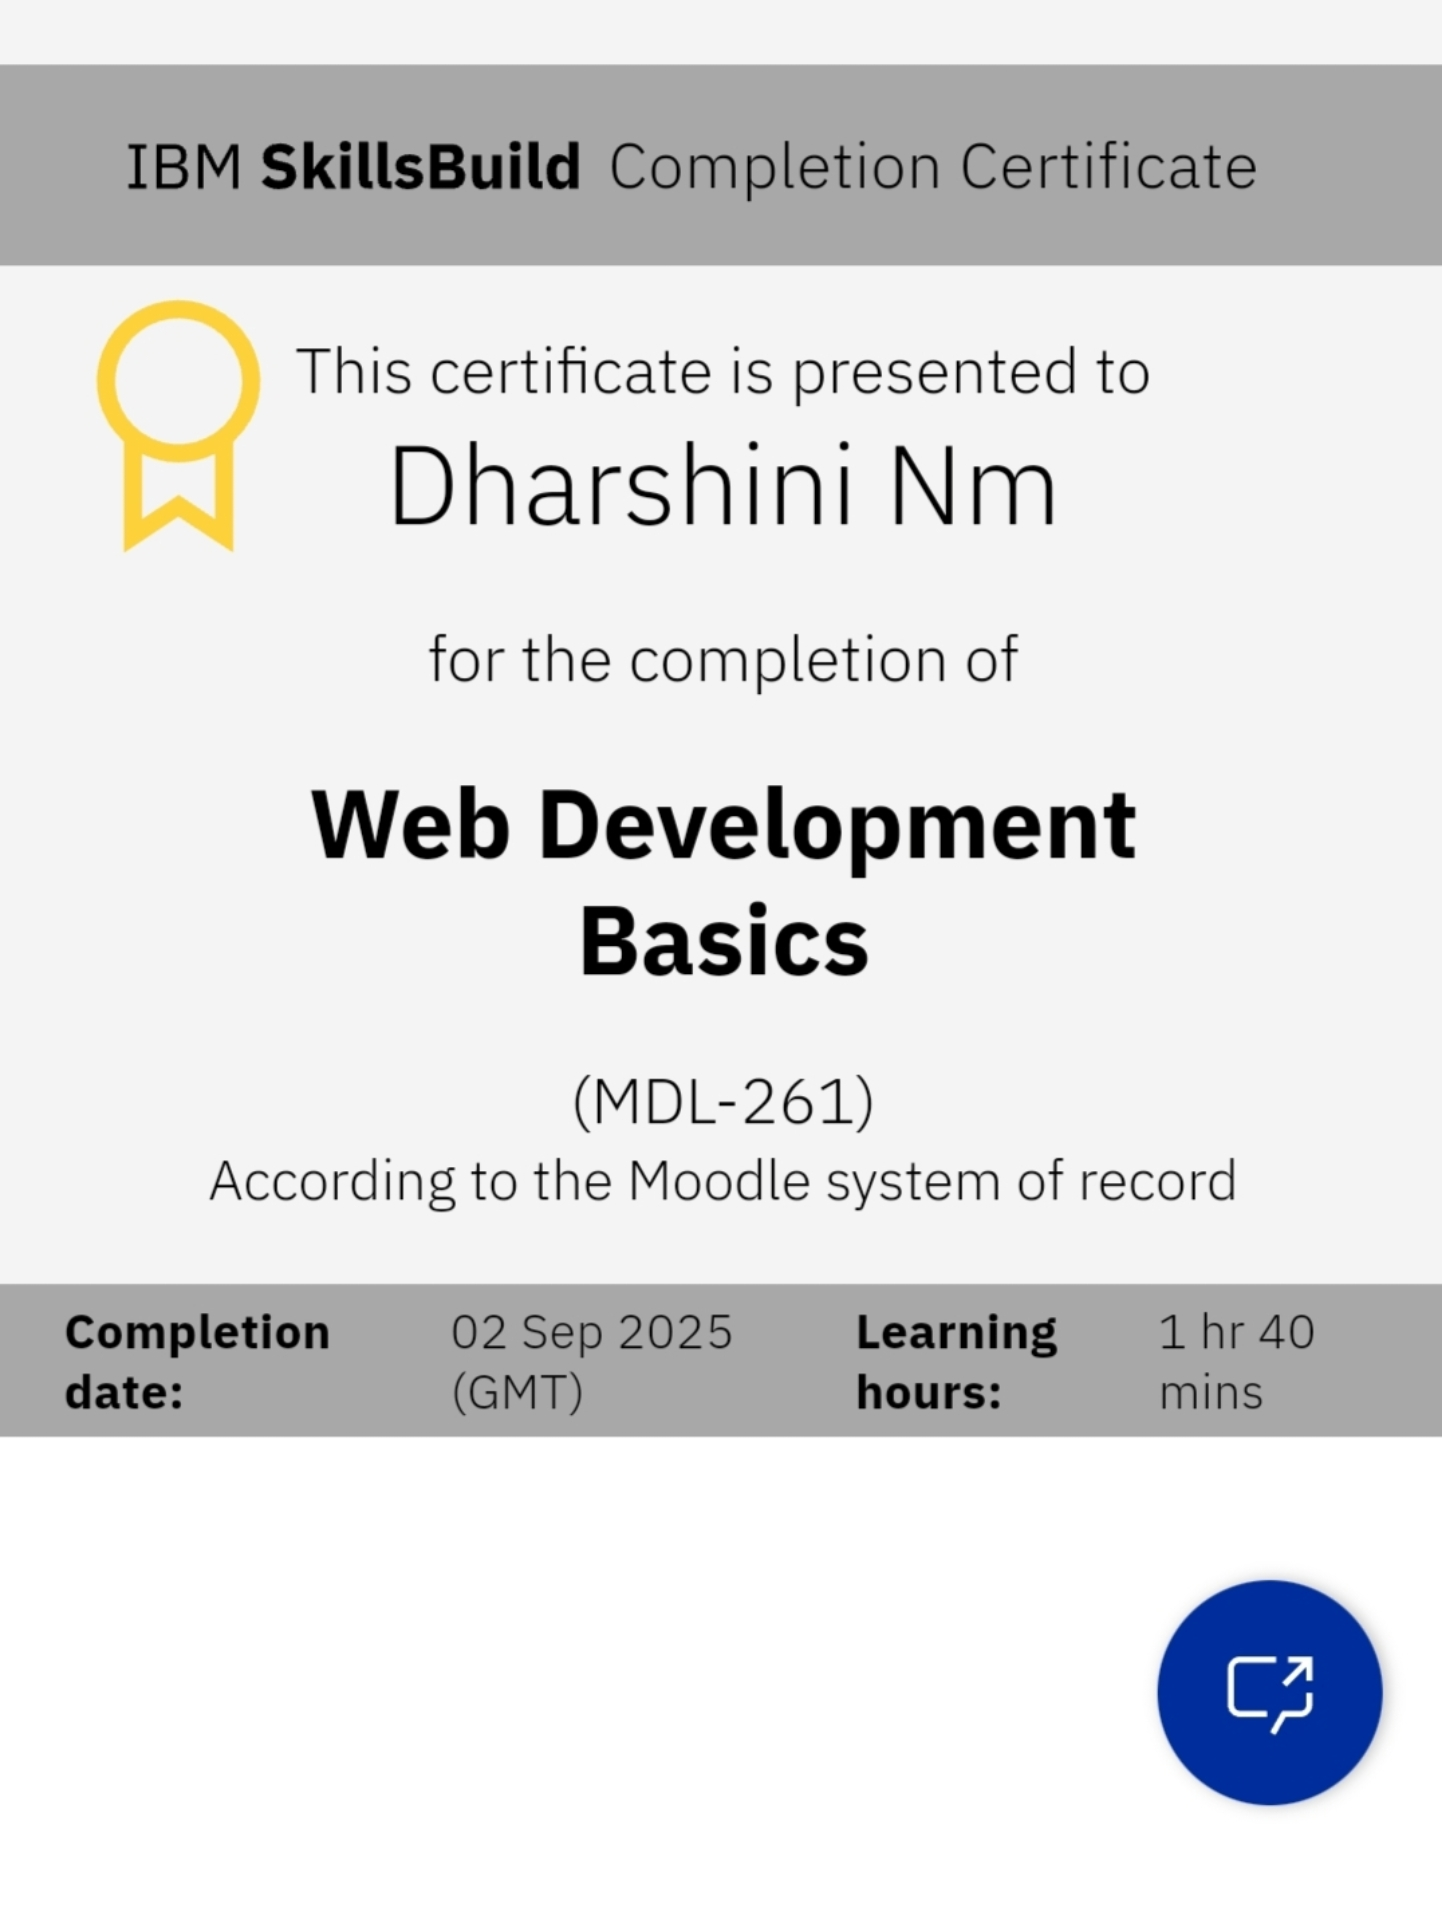 IBM SkillsBuild Completion Certificate
This certificate is presented to
Dharshini Nm
for the completion of
Web Development
Basics
(MDL-261)
According to the Moodle system of record
Completion date: 02 Sep 2025 (GMT) Learning hours: 1 hr 40 mins